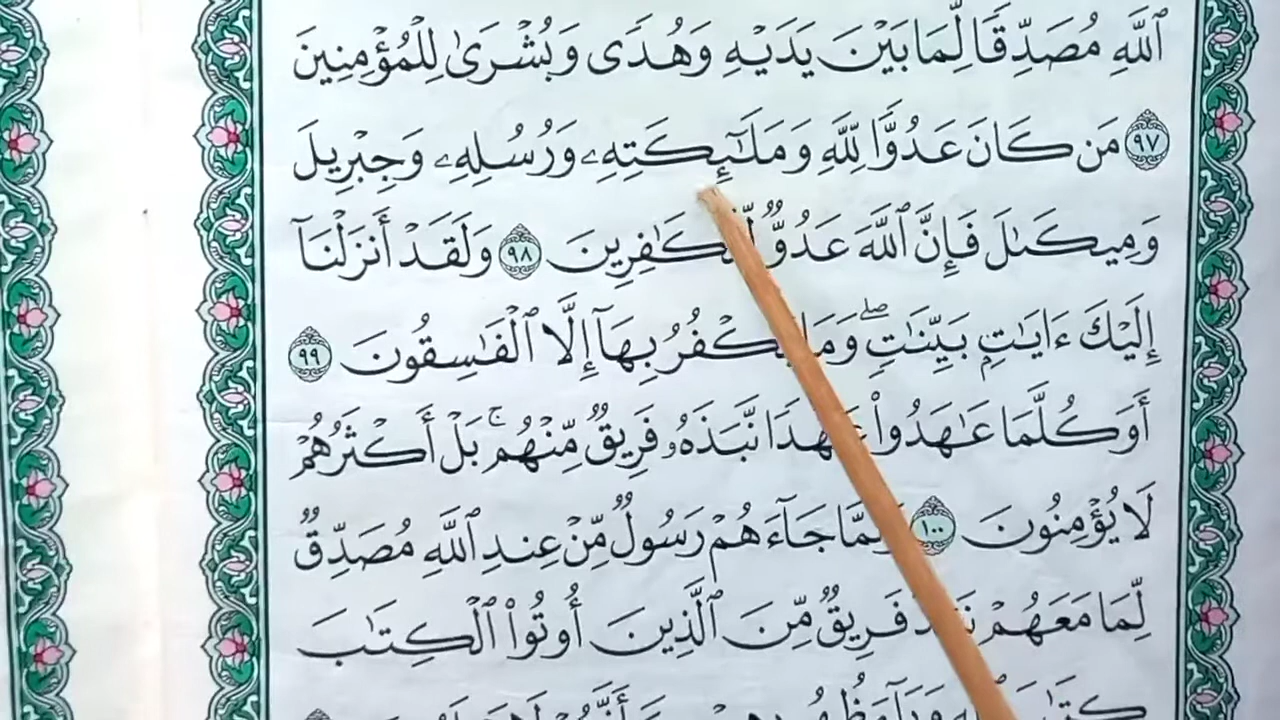 ٱللَّهِ مُصَدِّقًا لِّمَا بَيْنَ يَدَيْهِ وَهُدًى وَبُشْرَىٰ لِلْمُؤْمِنِينَ
٩٧ مَن كَانَ عَدُوًّا لِّلَّهِ وَمَلَـٰٓئِكَتِهِۦ وَرُسُلِهِۦ وَجِبْرِيلَ
وَمِيكَىٰلَ فَإِنَّ ٱللَّهَ عَدُوٌّ لِّلْكَـٰفِرِينَ ٩٨ وَلَقَدْ أَنزَلْنَآ
إِلَيْكَ ءَايَـٰتٍۭ بَيِّنَـٰتٍ ۖ وَمَا يَكْفُرُ بِهَآ إِلَّا ٱلْفَـٰسِقُونَ ٩٩
أَوَكُلَّمَا عَـٰهَدُوا۟ عَهْدًا نَّبَذَهُۥ فَرِيقٌ مِّنْهُم ۚ بَلْ أَكْثَرُهُمْ
لَا يُؤْمِنُونَ ١٠٠ وَلَمَّا جَآءَهُمْ رَسُولٌ مِّنْ عِندِ ٱللَّهِ مُصَدِّقٌ
لِّمَا مَعَهُمْ نَبَذَ فَرِيقٌ مِّنَ ٱلَّذِينَ أُوتُوا۟ ٱلْكِتَـٰبَ